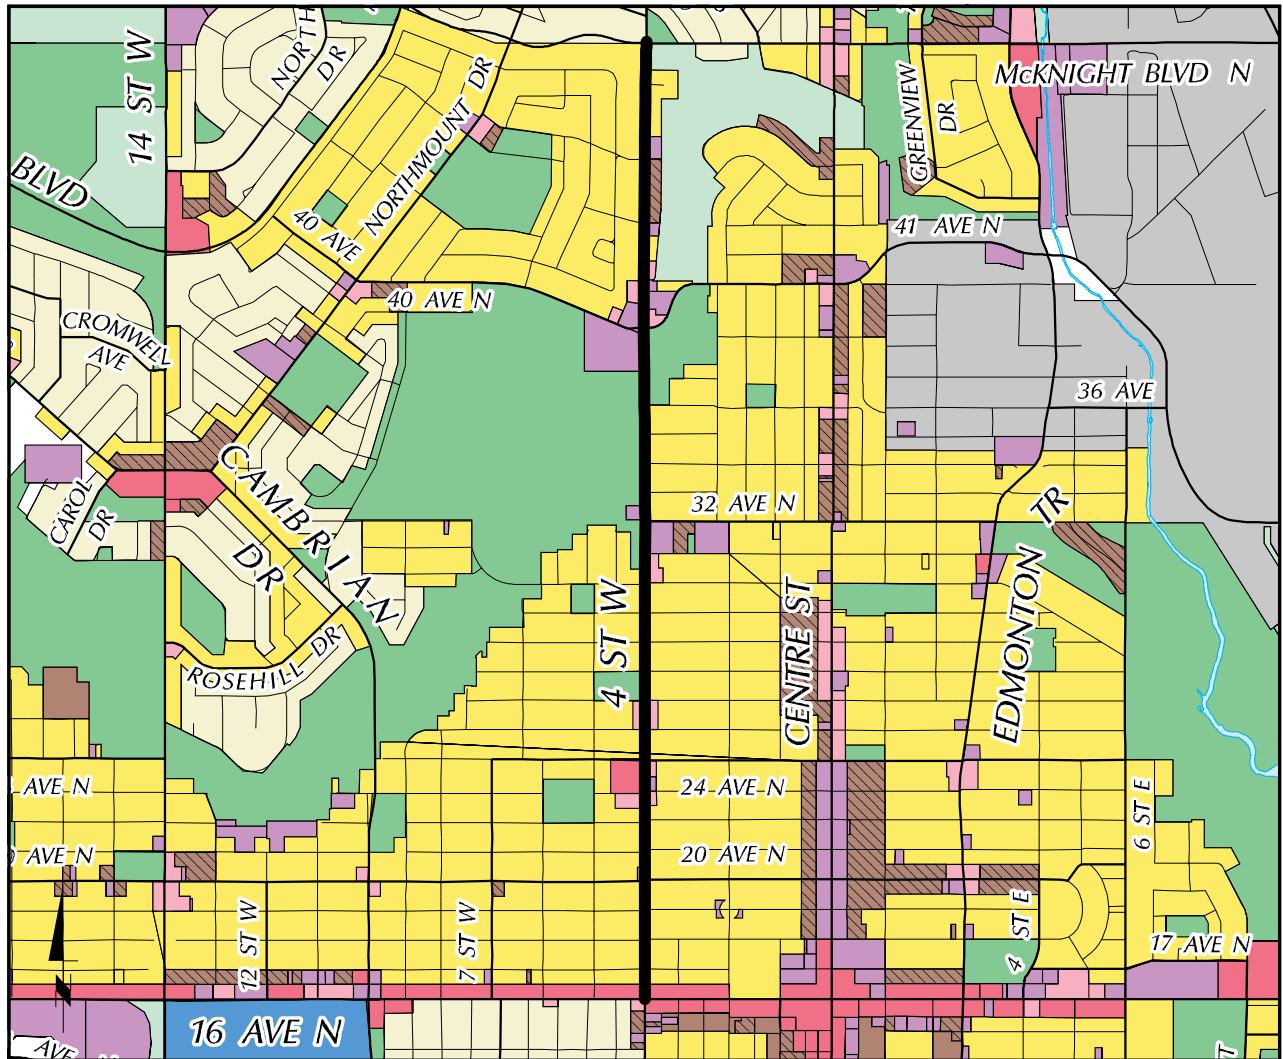 14 ST W
NORTH
DR
NORTHMOUNT DR
GREENVIEW
DR
McKNIGHT BLVD N
BLVD
40 AVE
41 AVE N
40 AVE N
CROMWELL
AVE
36 AVE
CAMBRIAN
DR
CAROL
DR
32 AVE N
EDMONTON
TR
4 ST W
CENTRE ST
ROSEHILL DR
AVE N
24 AVE N
6 ST E
AVE N
20 AVE N
12 ST W
7 ST W
4 ST E
17 AVE N
16 AVE N
AVE